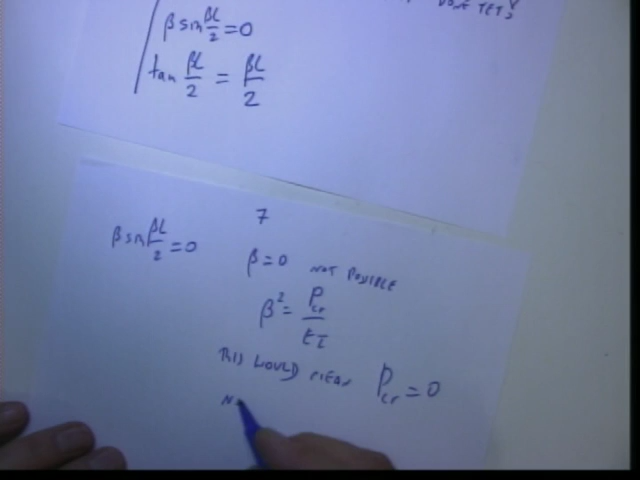 β sin βL/2 = 0
tan βL/2 = βL/2
7
β sin βL/2 = 0
β = 0 NOT POSSIBLE
β² = Pcr/EI
THIS WOULD MEAN Pcr = 0